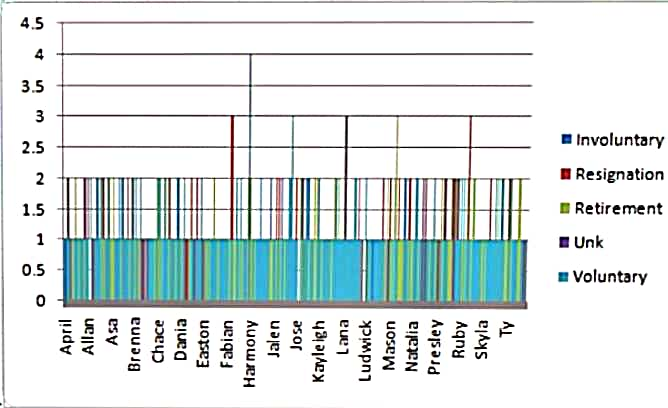 4.5
4
3.5
3
2.5
2
1.5
1
0.5
0
Involuntary
Resignation
Retirement
Unk
Voluntary
April
Allan
Asa
Brenna
Chace
Dania
Easton
Fabian
Harmony
Jalen
Jose
Kayleigh
Lana
Ludwick
Mason
Natalia
Presley
Ruby
Skyla
Ty